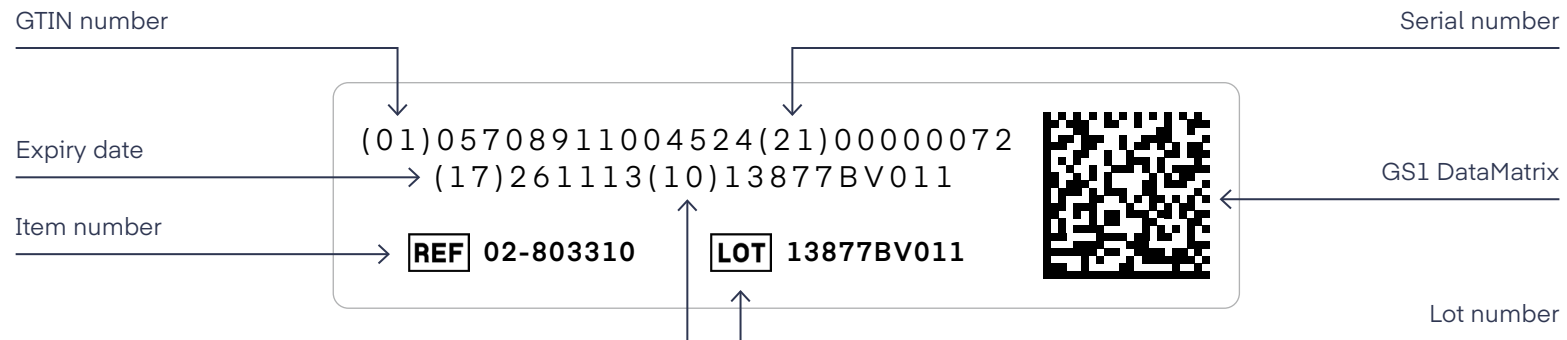 GTIN number
Serial number
(01)05708911004524(21)00000072
Expiry date
(17)261113(10)13877BV011
GS1 DataMatrix
Item number
REF 02-803310 LOT 13877BV011
Lot number